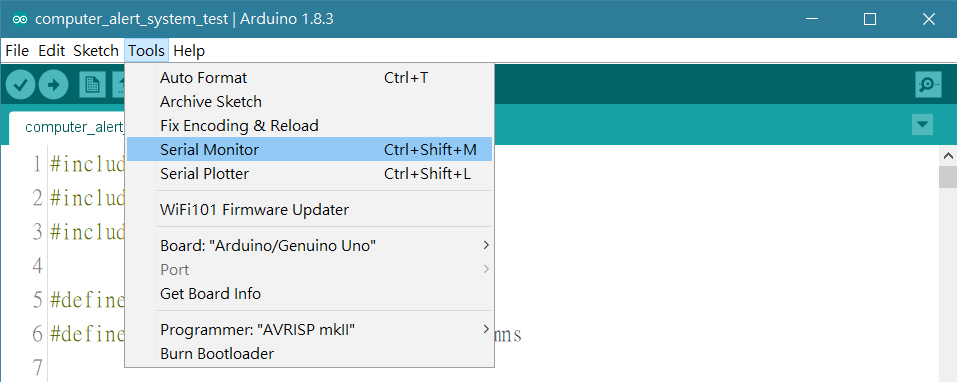 computer_alert_system_test | Arduino 1.8.3
File Edit Sketch Tools Help
Auto Format Ctrl+T
Archive Sketch
Fix Encoding & Reload
Serial Monitor Ctrl+Shift+M
Serial Plotter Ctrl+Shift+L
WiFi101 Firmware Updater
Board: "Arduino/Genuino Uno"
Port
Get Board Info
Programmer: "AVRISP mkII"
Burn Bootloader
computer_alert_
1 #includ
2 #includ
3 #includ
4
5 #define
6 #define mns
7